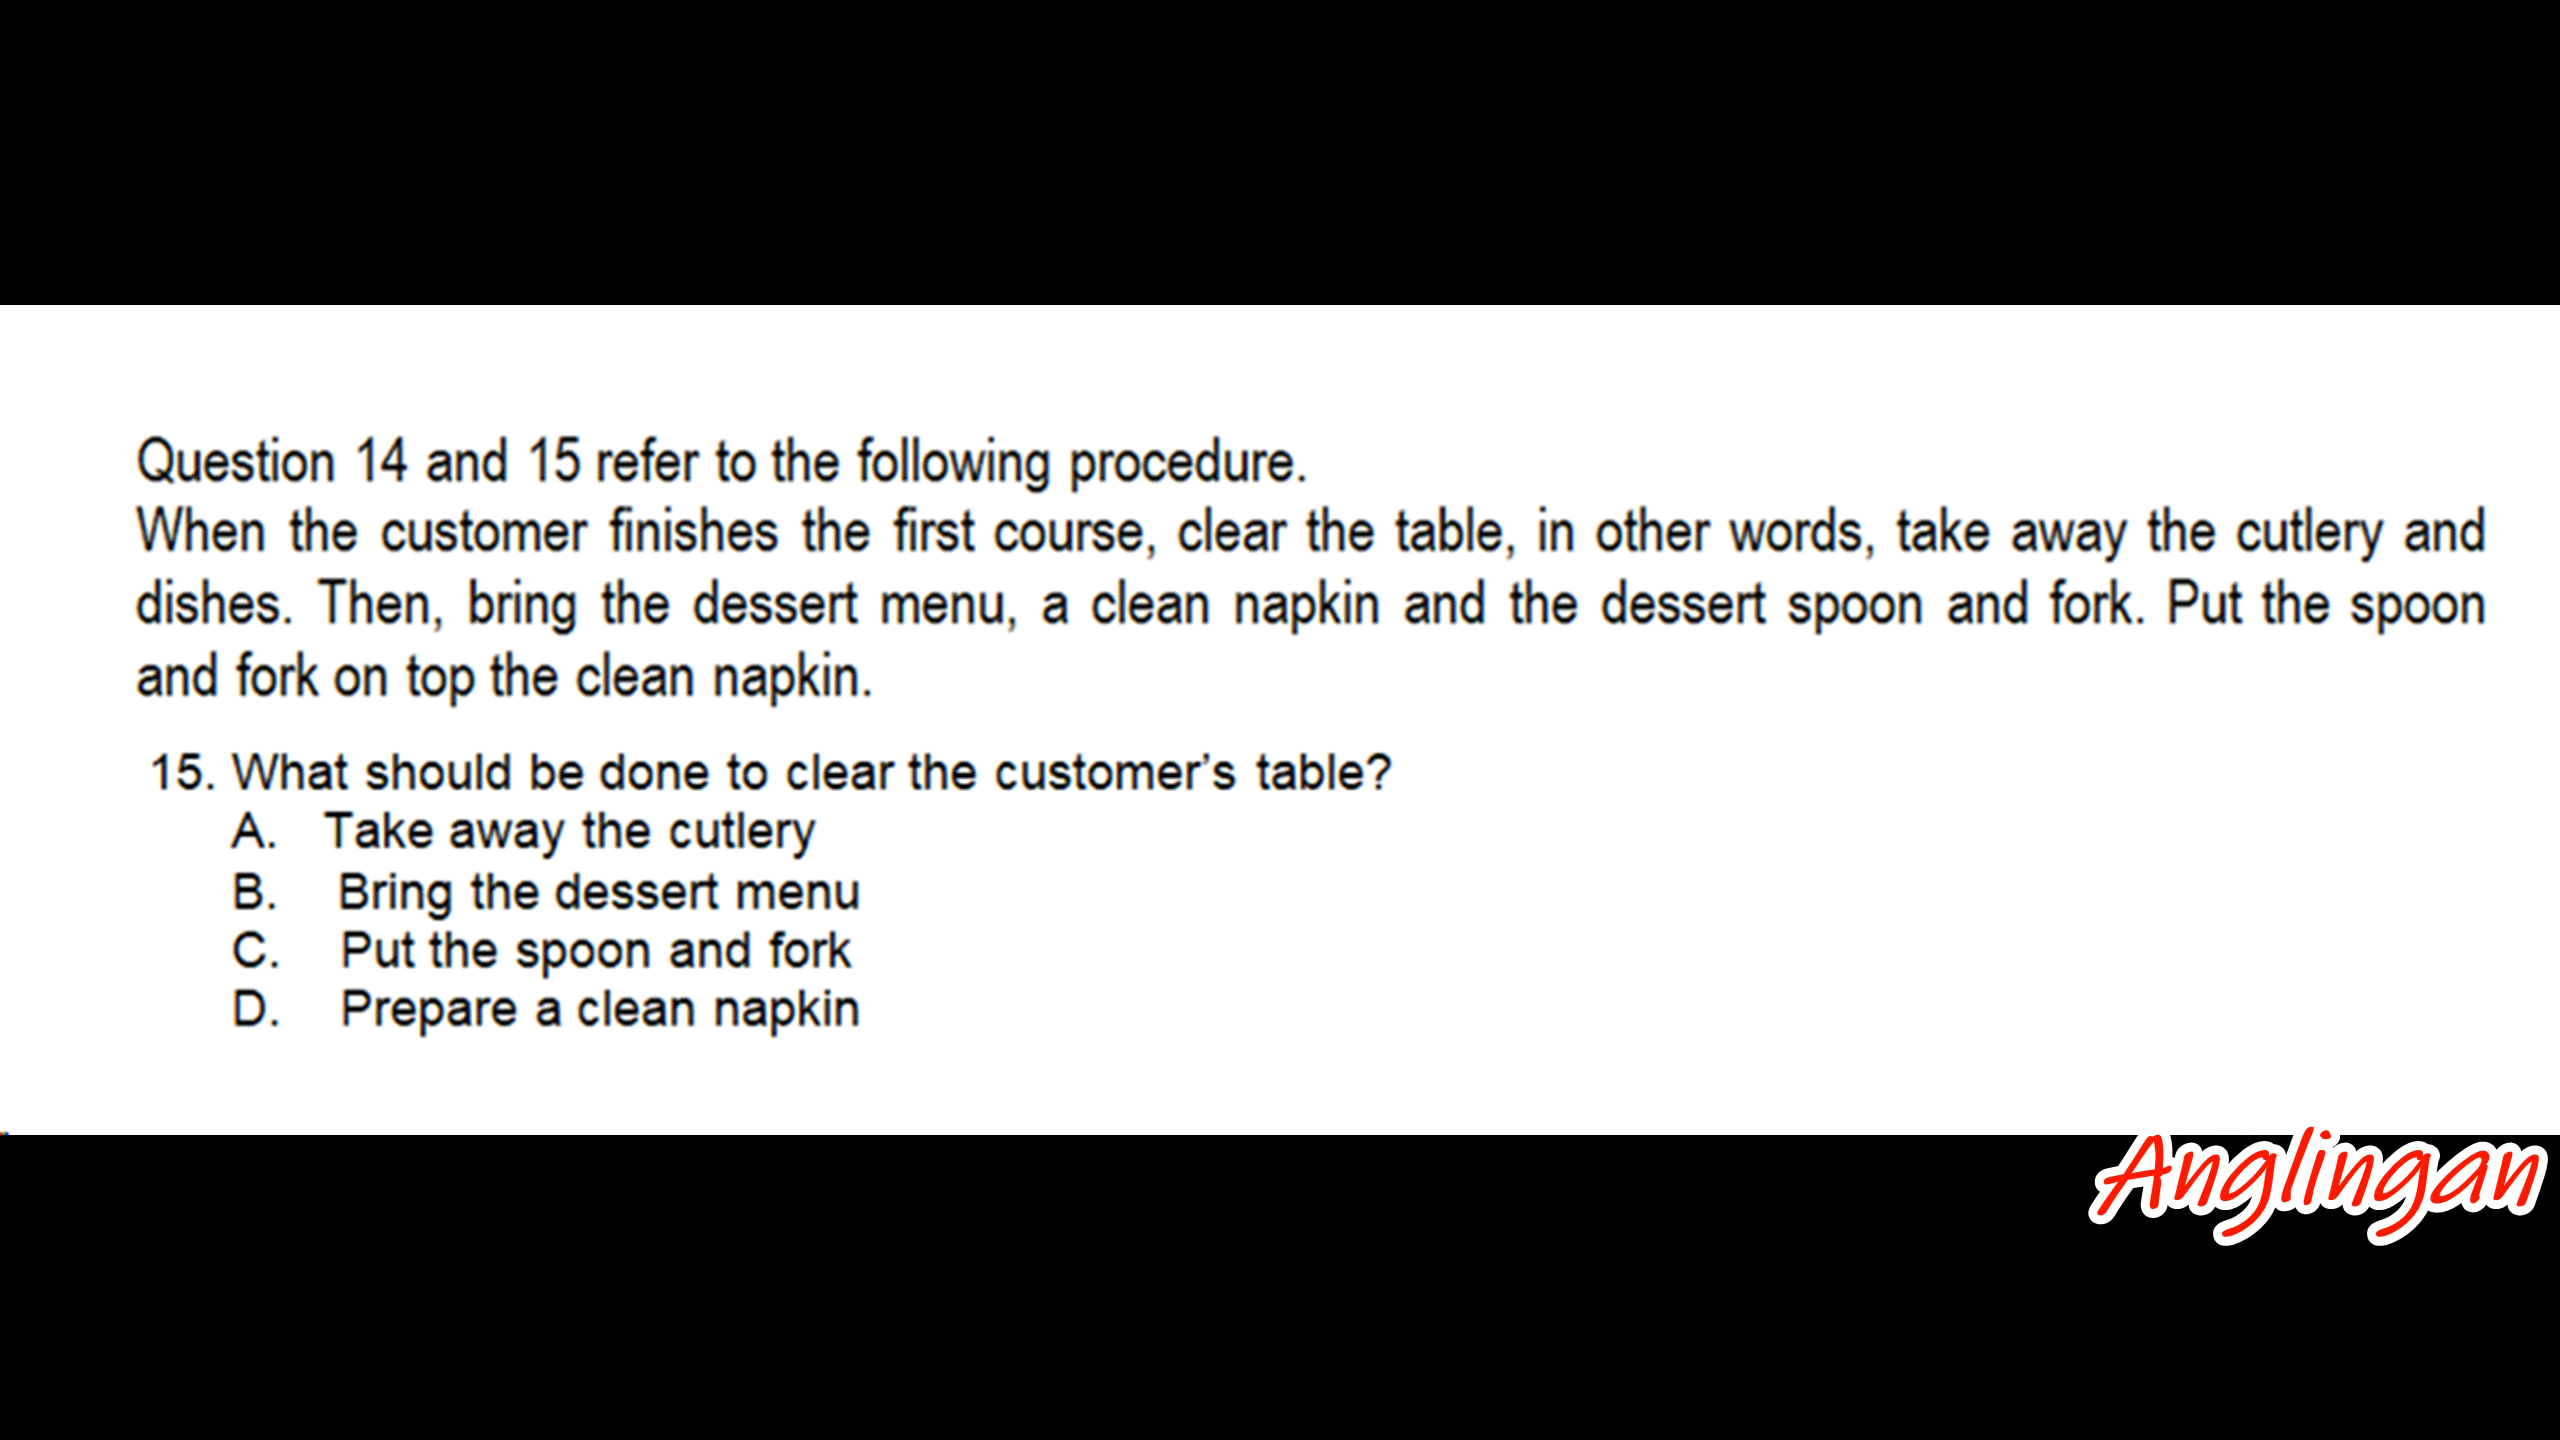 Question 14 and 15 refer to the following procedure.
When the customer finishes the first course, clear the table, in other words, take away the cutlery and
dishes. Then, bring the dessert menu, a clean napkin and the dessert spoon and fork. Put the spoon
and fork on top the clean napkin.
15. What should be done to clear the customer’s table?
A. Take away the cutlery
B. Bring the dessert menu
C. Put the spoon and fork
D. Prepare a clean napkin
Anglingan